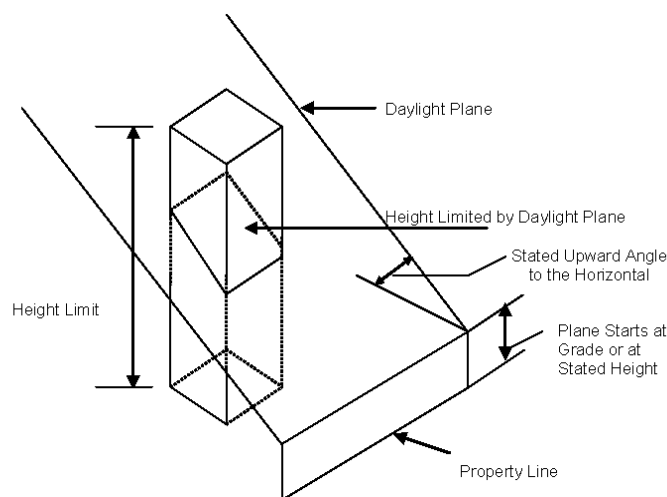 Daylight Plane
Height Limited by Daylight Plane
Stated Upward Angle
to the Horizontal
Height Limit
Plane Starts at
Grade or at
Stated Height
Property Line